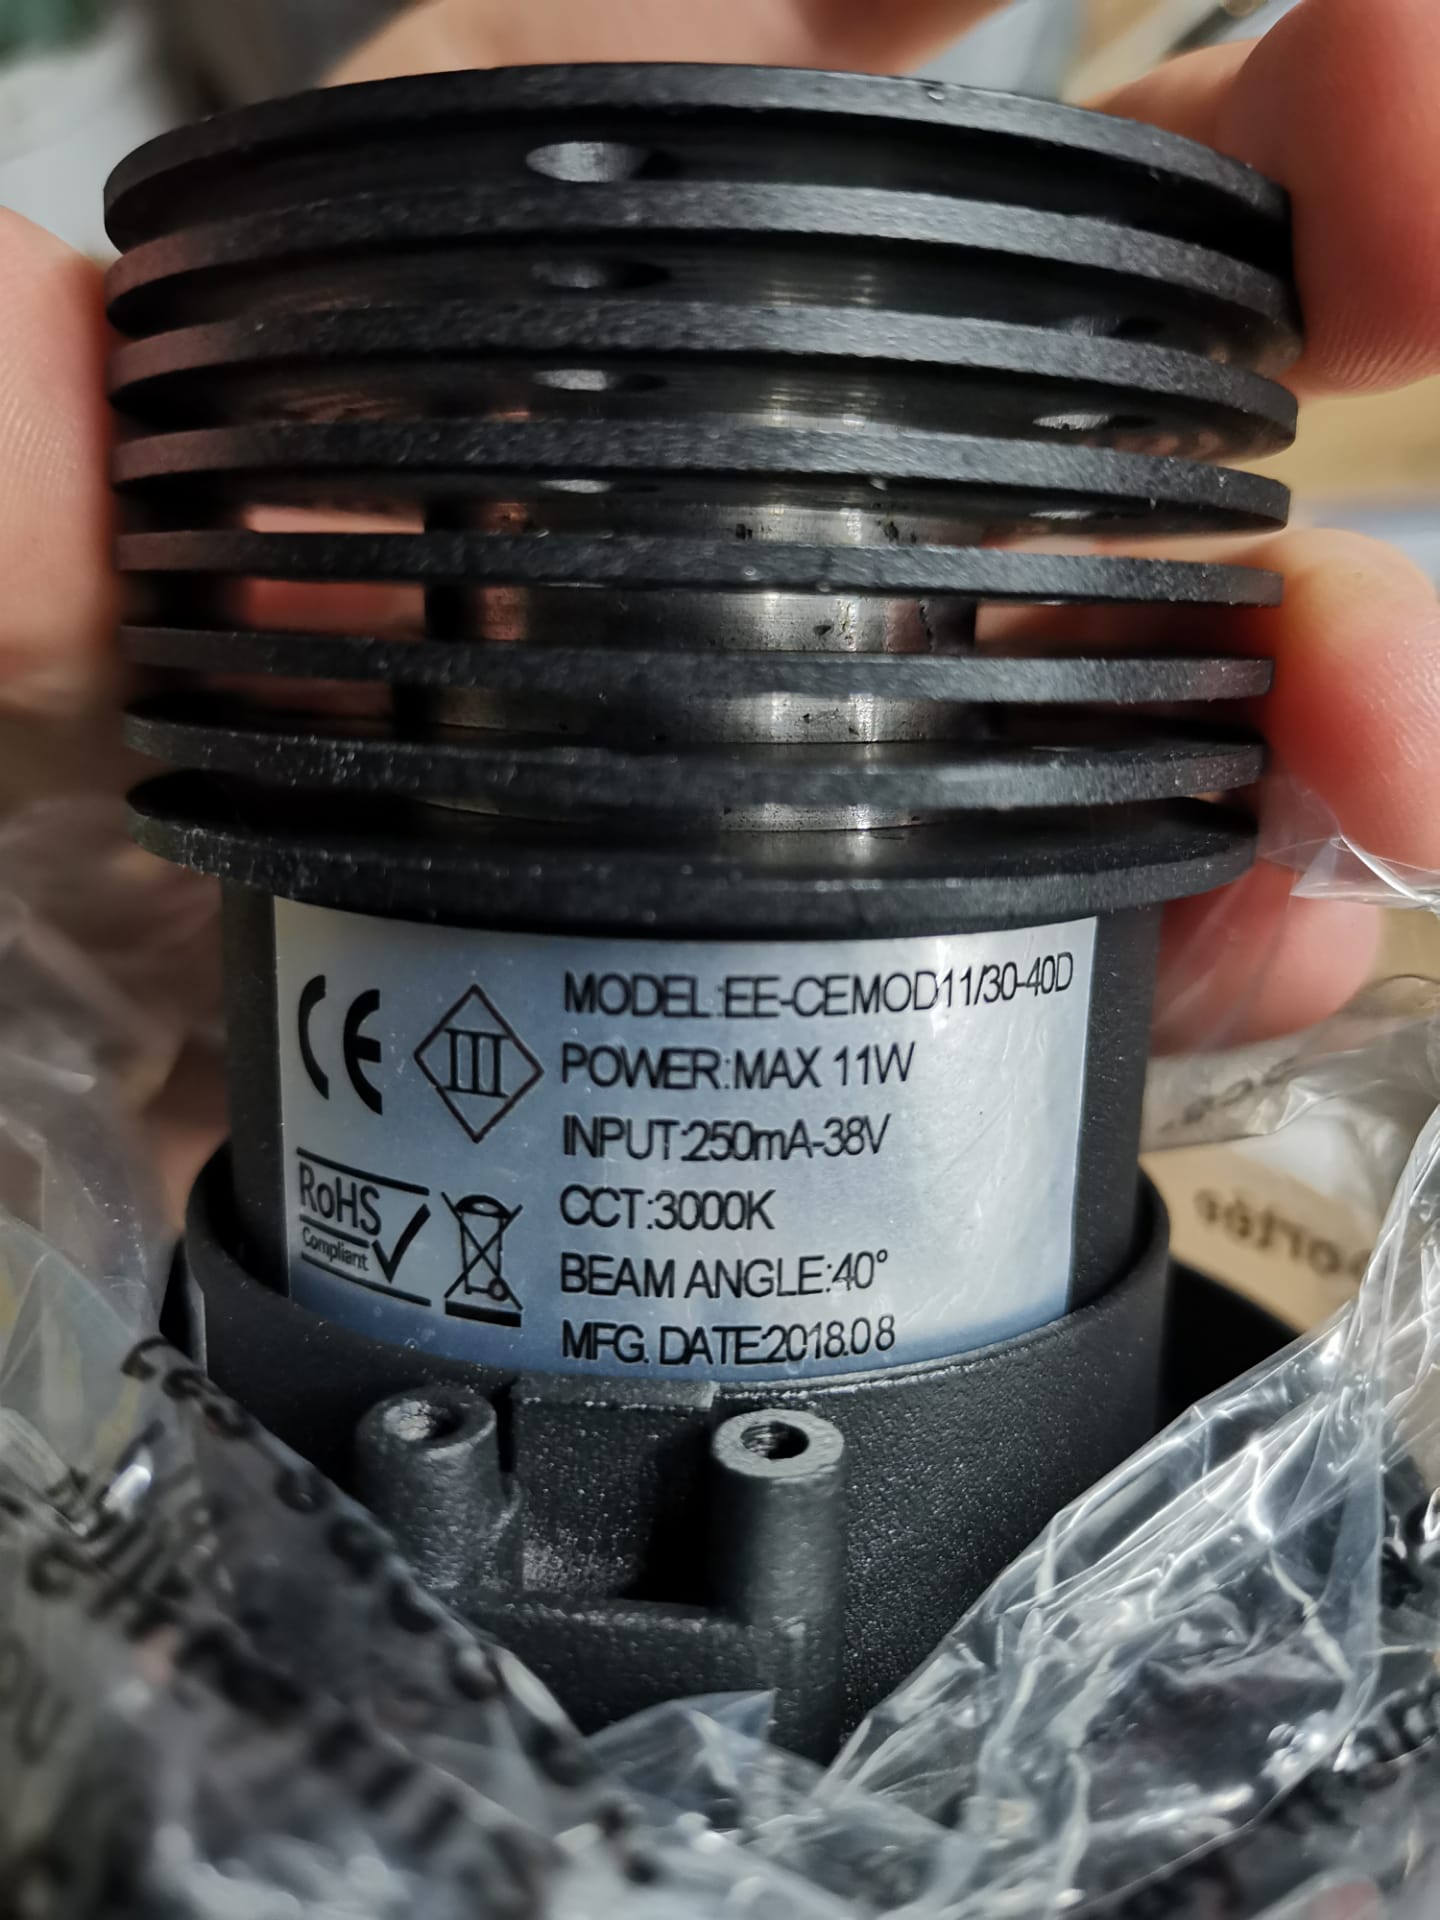 CE
III
MODEL:EE-CEMOD11/30-40D
POWER:MAX 11W
INPUT:250mA-38V
CCT:3000K
BEAM ANGLE:40°
MFG. DATE:2018.08
RoHS
Compliant